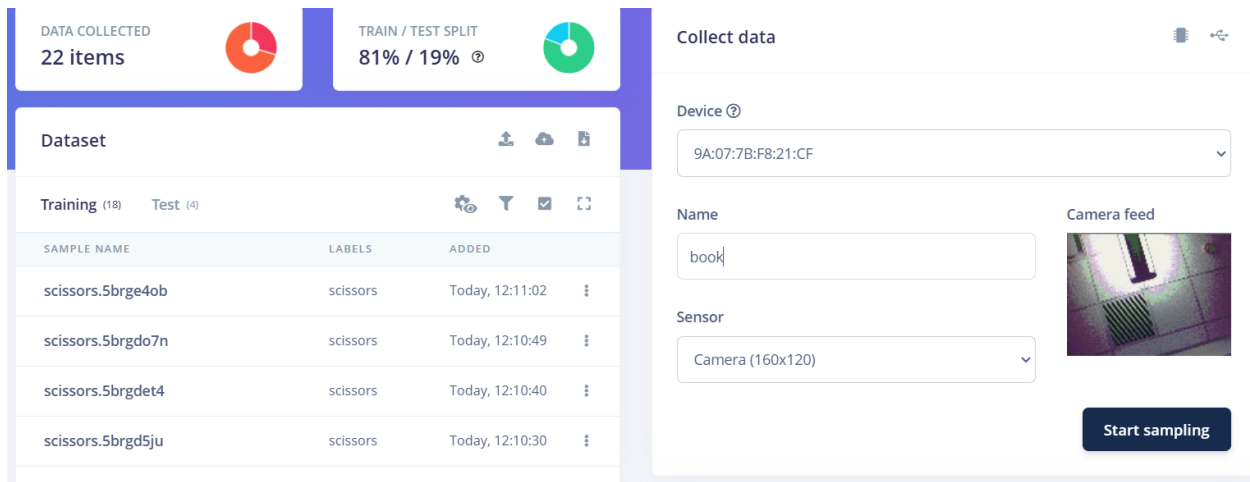 DATA COLLECTED
22 items
TRAIN / TEST SPLIT
81% / 19%
Dataset
Training (18) Test (4)
SAMPLE NAME LABELS ADDED
scissors.5brge4ob scissors Today, 12:11:02
scissors.5brgdo7n scissors Today, 12:10:49
scissors.5brgdet4 scissors Today, 12:10:40
scissors.5brgd5ju scissors Today, 12:10:30
Collect data
Device
9A:07:7B:F8:21:CF
Name
book
Camera feed
Sensor
Camera (160x120)
Start sampling